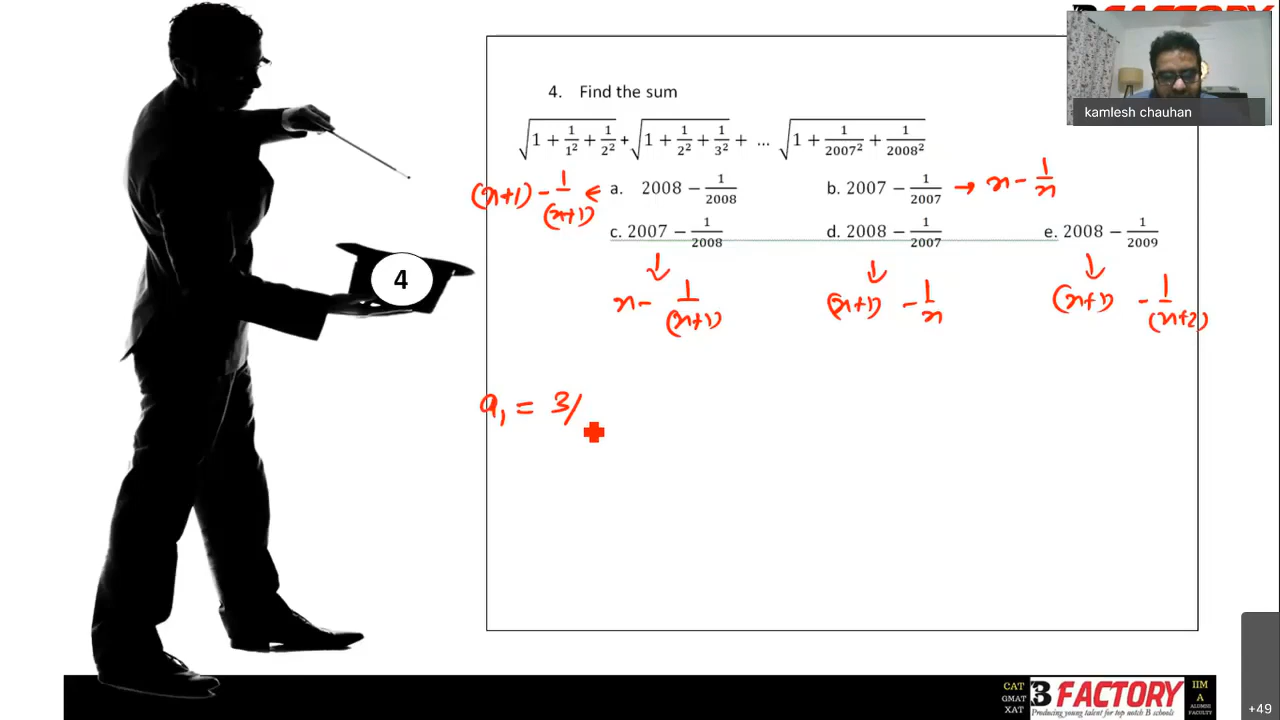 B FACTORY
kamlesh chauhan
4. Find the sum
√(1 + 1/1² + 1/2²) + √(1 + 1/2² + 1/3²) + ... √(1 + 1/2007² + 1/2008²)
(n+1) - 1/(n+1) ← a. 2008 − 1/2008 b. 2007 − 1/2007 → n - 1/n
c. 2007 − 1/2008 d. 2008 − 1/2007 e. 2008 − 1/2009
↓ ↓ ↓
n - 1/(n+1) (n+1) - 1/n (n+1) - 1/(n+2)
4
a₁ = 3/
CAT
GMAT
XAT
B FACTORY
Producing young talent for top notch B schools
IIM
A
ALUMNI
FACULTY
+49